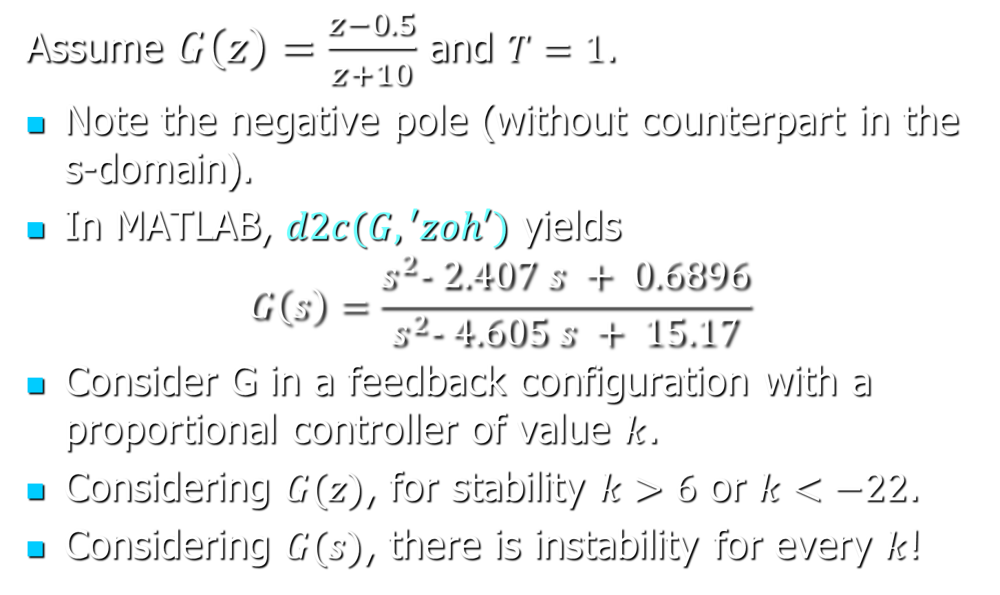 Assume G(z) = \frac{z-0.5}{z+10} and T = 1.
▪ Note the negative pole (without counterpart in the
s-domain).
▪ In MATLAB, d2c(G,′zoh′) yields
G(s) = \frac{s^2- 2.407 s + 0.6896}{s^2- 4.605 s + 15.17}
▪ Consider G in a feedback configuration with a
proportional controller of value k.
▪ Considering G(z), for stability k > 6 or k < −22.
▪ Considering G(s), there is instability for every k!